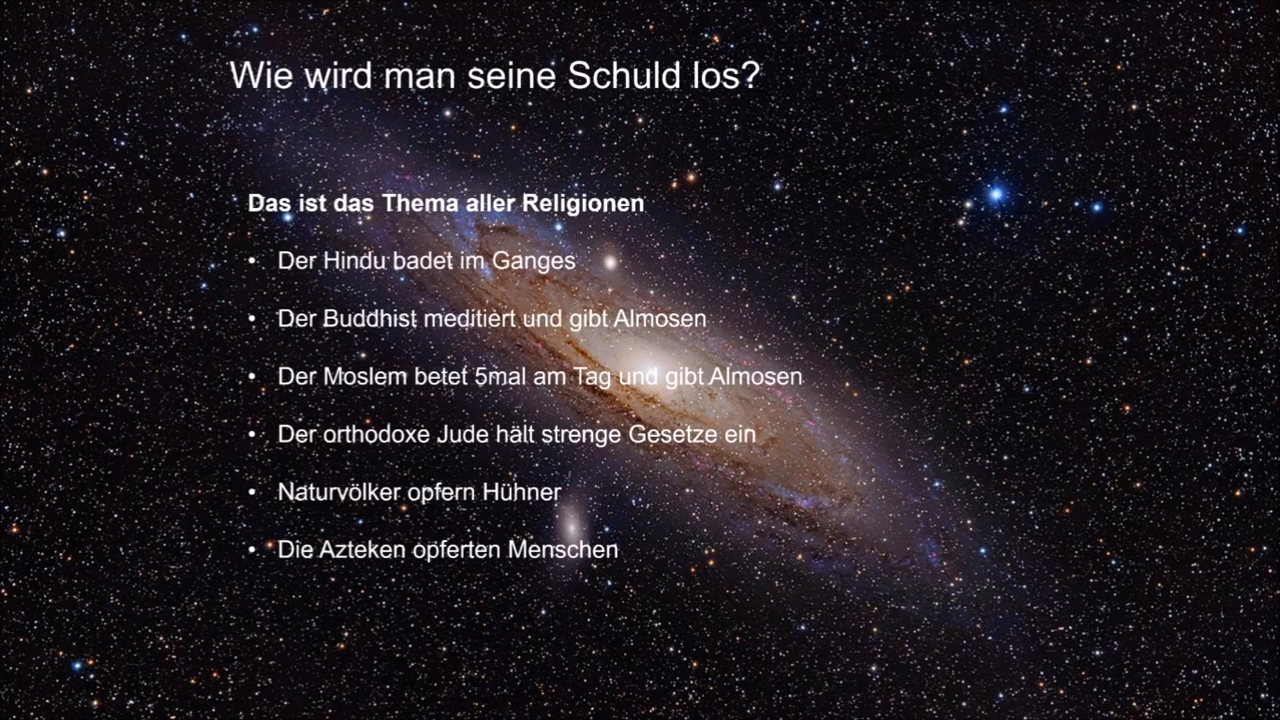 Wie wird man seine Schuld los?
Das ist das Thema aller Religionen
• Der Hindu badet im Ganges
• Der Buddhist meditiert und gibt Almosen
• Der Moslem betet 5mal am Tag und gibt Almosen
• Der orthodoxe Jude hält strenge Gesetze ein
• Naturvölker opfern Hühner
• Die Azteken opferten Menschen